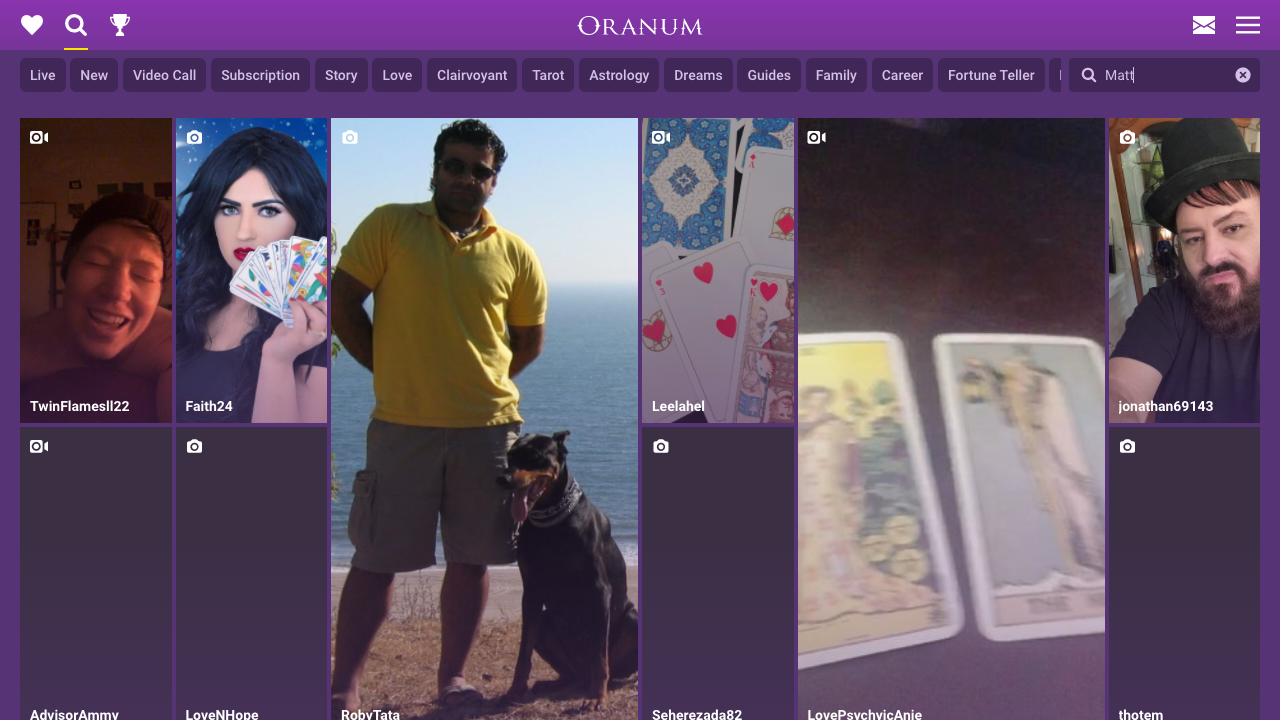 ORANUM
Live New Video Call Subscription Story Love Clairvoyant Tarot Astrology Dreams Guides Family Career Fortune Teller Matt
TwinFlamesll22 Faith24 Leelahel jonathan69143
AdvisorAmmy LoveNHope RobyTata Seherezada82 LovePsychvicAnie thotem